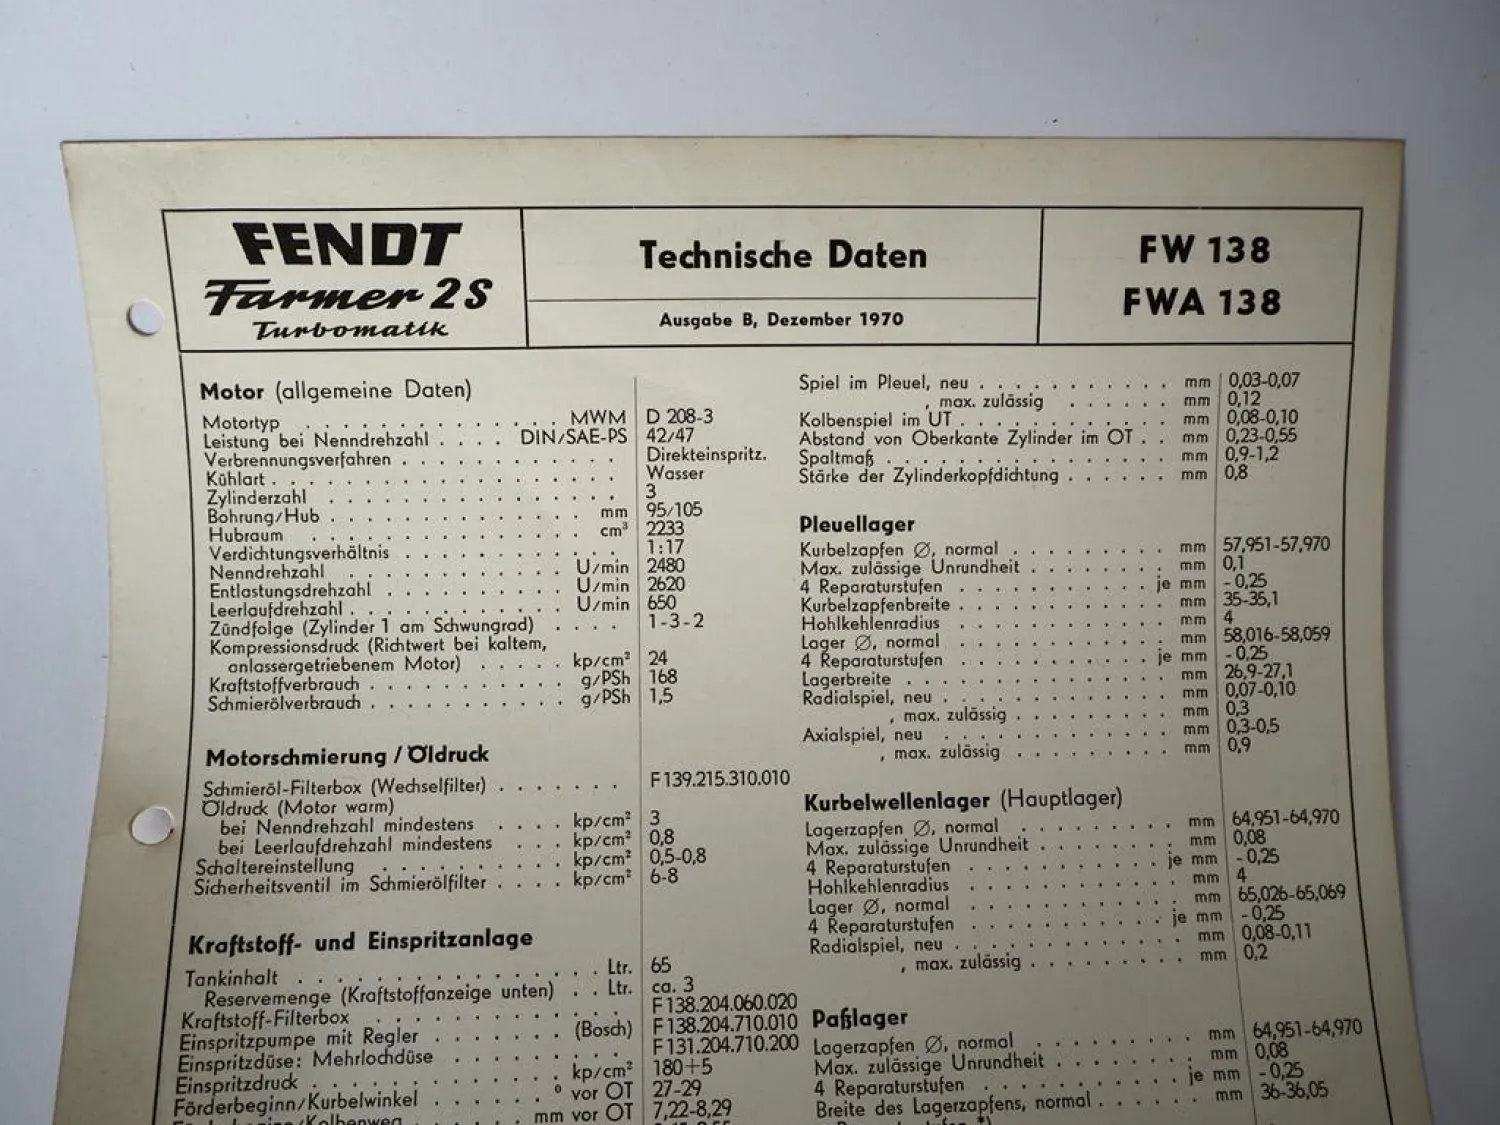 FENDT
Farmer 2S
Turbomatik
Technische Daten
Ausgabe B, Dezember 1970
FW 138
FWA 138
Motor (allgemeine Daten)
Motortyp . . . . . . . . . . . . . . MWM D 208-3
Leistung bei Nenndrehzahl . . . . DIN/SAE-PS 42/47
Verbrennungsverfahren . . . . . . . . . . . . Direkteinspritz.
Kühlart . . . . . . . . . . . . . . . . . . . Wasser
Zylinderzahl . . . . . . . . . . . . . . . . 3
Bohrung/Hub . . . . . . . . . . . . . . mm 95/105
Hubraum . . . . . . . . . . . . . . . cm³ 2233
Verdichtungsverhältnis . . . . . . . . . . . . 1:17
Nenndrehzahl . . . . . . . . . . . . U/min 2480
Entlastungsdrehzahl . . . . . . . . . . U/min 2620
Leerlaufdrehzahl . . . . . . . . . . . . U/min 650
Zündfolge (Zylinder 1 am Schwungrad) . . . . 1-3-2
Kompressionsdruck (Richtwert bei kaltem,
anlassergetriebenem Motor) . . . . . kp/cm² 24
Kraftstoffverbrauch . . . . . . . . . . . g/PSh 168
Schmierölverbrauch . . . . . . . . . . . g/PSh 1,5
Motorschmierung / Öldruck
Schmieröl-Filterbox (Wechselfilter) . . . . . . . F 139.215.310.010
Öldruck (Motor warm)
bei Nenndrehzahl mindestens . . . . kp/cm² 3
bei Leerlaufdrehzahl mindestens . . . kp/cm² 0,8
Schaltereinstellung . . . . . . . . . . kp/cm² 0,5-0,8
Sicherheitsventil im Schmierölfilter . . . . kp/cm² 6-8
Kraftstoff- und Einspritzanlage
Tankinhalt . . . . . . . . . . . . . . . . Ltr. 65
Reservemenge (Kraftstoffanzeige unten) . . Ltr. ca. 3
Kraftstoff-Filterbox . . . . . . . . . . . . F 138.204.060.020
Einspritzpumpe mit Regler . . . . . . . (Bosch) F 138.204.710.010
Einspritzdüse: Mehrlochdüse . . . . . . . . . F 131.204.710.200
Einspritzdruck . . . . . . . . . . . . . kp/cm² 180+5
Förderbeginn/Kurbelwinkel . . . . . . ° vor OT 27-29
Förderbeginn/Kolbenweg . . . . . . . mm vor OT 7,22-8,29
Spiel im Pleuel, neu . . . . . . . . . . . mm 0,03-0,07
, max. zulässig . . . . . . mm 0,12
Kolbenspiel im UT . . . . . . . . . . . . mm 0,08-0,10
Abstand von Oberkante Zylinder im OT . . mm 0,23-0,55
Spaltmaß . . . . . . . . . . . . . . . . mm 0,9-1,2
Stärke der Zylinderkopfdichtung . . . . . . mm 0,8
Pleuellager
Kurbelzapfen Ø, normal . . . . . . . . . mm 57,951-57,970
Max. zulässige Unrundheit . . . . . . . . mm 0,1
4 Reparaturstufen . . . . . . . . . . . je mm -0,25
Kurbelzapfenbreite . . . . . . . . . . . . mm 35-35,1
Hohlkehlenradius . . . . . . . . . . . . mm 4
Lager Ø, normal . . . . . . . . . . . . mm 58,016-58,059
4 Reparaturstufen . . . . . . . . . . . je mm -0,25
Lagerbreite . . . . . . . . . . . . . . . mm 26,9-27,1
Radialspiel, neu . . . . . . . . . . . . . mm 0,07-0,10
, max. zulässig . . . . . . . . . mm 0,3
Axialspiel, neu . . . . . . . . . . . . . mm 0,3-0,5
, max. zulässig . . . . . . . . . mm 0,9
Kurbelwellenlager (Hauptlager)
Lagerzapfen Ø, normal . . . . . . . . . mm 64,951-64,970
Max. zulässige Unrundheit . . . . . . . . mm 0,08
4 Reparaturstufen . . . . . . . . . . . je mm -0,25
Hohlkehlenradius . . . . . . . . . . . . mm 4
Lager Ø, normal . . . . . . . . . . . . mm 65,026-65,069
4 Reparaturstufen . . . . . . . . . . . je mm -0,25
Radialspiel, neu . . . . . . . . . . . . . mm 0,08-0,11
, max. zulässig . . . . . . . . . mm 0,2
Paßlager
Lagerzapfen Ø, normal . . . . . . . . . mm 64,951-64,970
Max. zulässige Unrundheit . . . . . . . . mm 0,08
4 Reparaturstufen . . . . . . . . . . . je mm -0,25
Breite des Lagerzapfens, normal . . . . . . mm 36-36,05